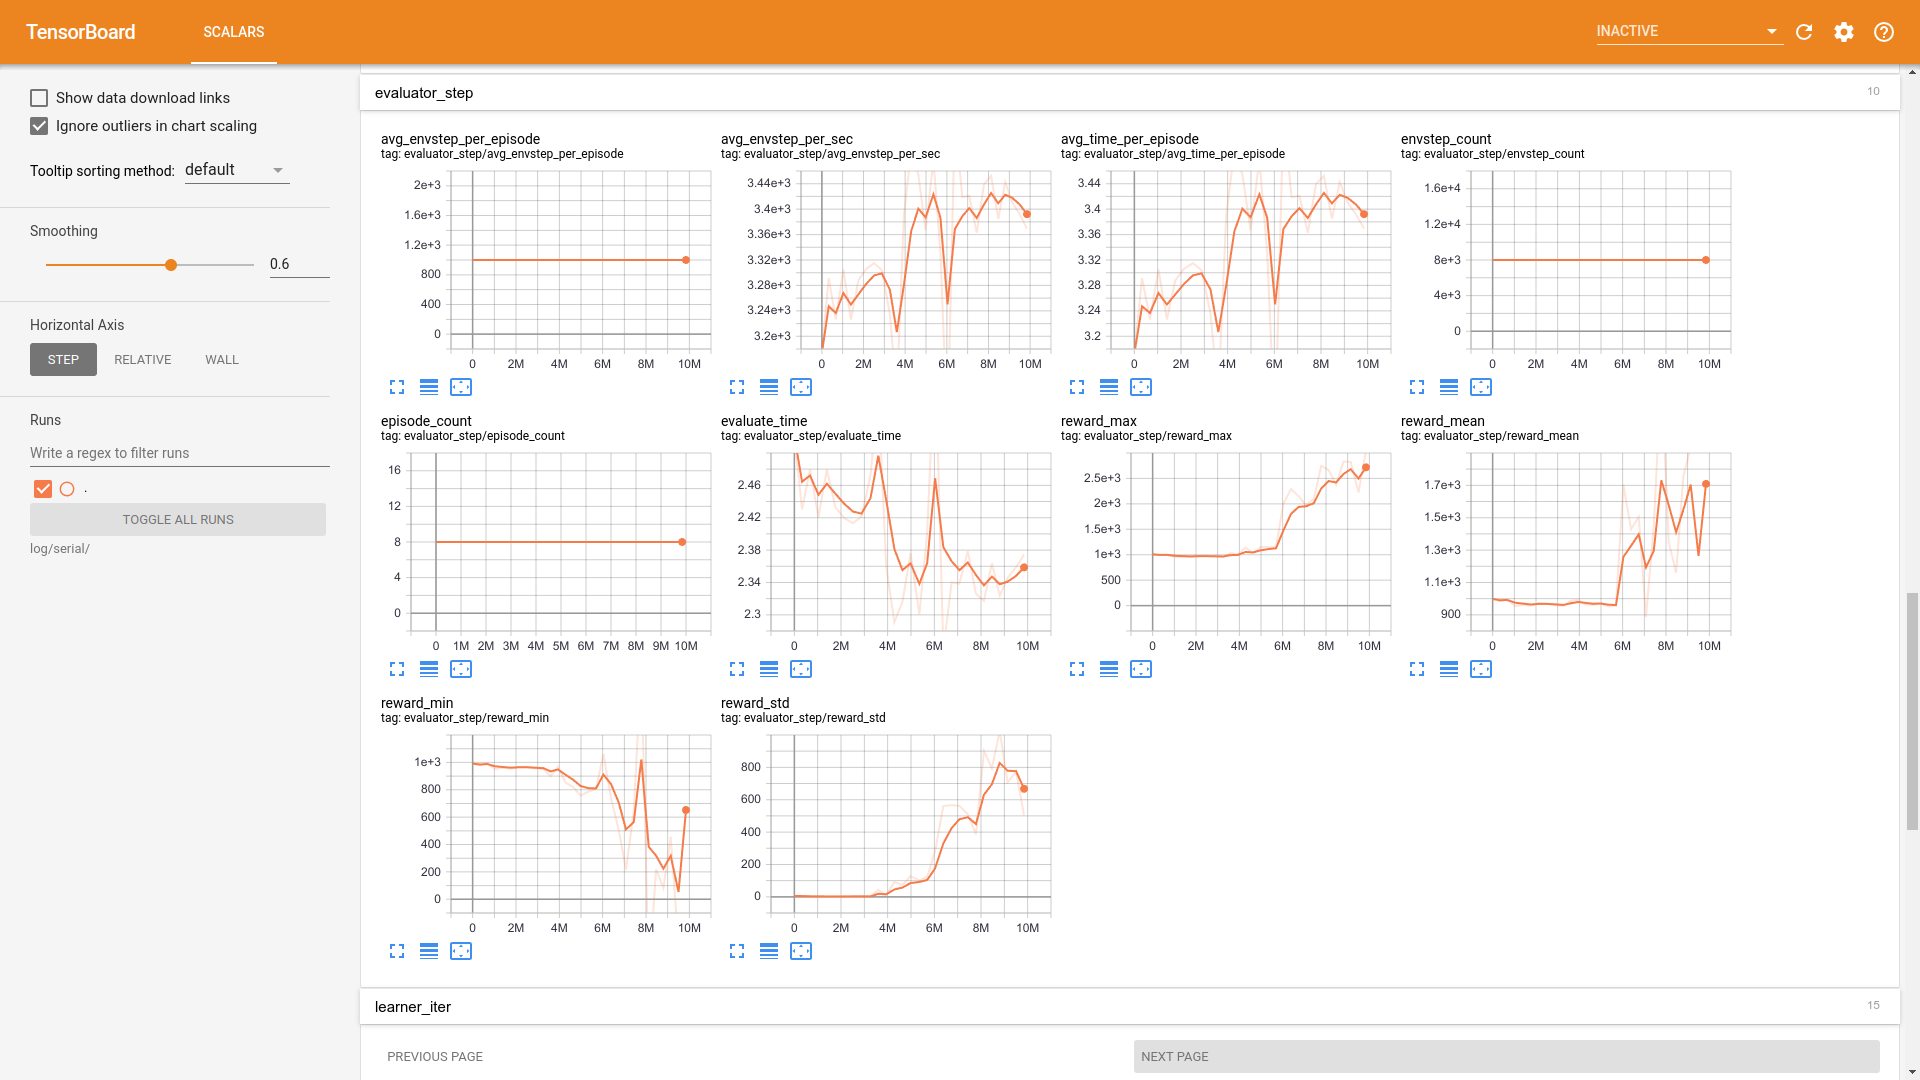 TensorBoard
SCALARS
INACTIVE
Show data download links
Ignore outliers in chart scaling
Tooltip sorting method: default
Smoothing
0.6
Horizontal Axis
STEP RELATIVE WALL
Runs
Write a regex to filter runs
.
TOGGLE ALL RUNS
log/serial/
evaluator_step
10
avg_envstep_per_episode
tag: evaluator_step/avg_envstep_per_episode
2e+3
1.6e+3
1.2e+3
800
400
0
0 2M 4M 6M 8M 10M
avg_envstep_per_sec
tag: evaluator_step/avg_envstep_per_sec
3.44e+3
3.4e+3
3.36e+3
3.32e+3
3.28e+3
3.24e+3
3.2e+3
0 2M 4M 6M 8M 10M
avg_time_per_episode
tag: evaluator_step/avg_time_per_episode
3.44
3.4
3.36
3.32
3.28
3.24
3.2
0 2M 4M 6M 8M 10M
envstep_count
tag: evaluator_step/envstep_count
1.6e+4
1.2e+4
8e+3
4e+3
0
0 2M 4M 6M 8M 10M
episode_count
tag: evaluator_step/episode_count
16
12
8
4
0
0 1M 2M 3M 4M 5M 6M 7M 8M 9M 10M
evaluate_time
tag: evaluator_step/evaluate_time
2.46
2.42
2.38
2.34
2.3
0 2M 4M 6M 8M 10M
reward_max
tag: evaluator_step/reward_max
2.5e+3
2e+3
1.5e+3
1e+3
500
0
0 2M 4M 6M 8M 10M
reward_mean
tag: evaluator_step/reward_mean
1.7e+3
1.5e+3
1.3e+3
1.1e+3
900
0 2M 4M 6M 8M 10M
reward_min
tag: evaluator_step/reward_min
1e+3
800
600
400
200
0
0 2M 4M 6M 8M 10M
reward_std
tag: evaluator_step/reward_std
800
600
400
200
0
0 2M 4M 6M 8M 10M
learner_iter
15
PREVIOUS PAGE
NEXT PAGE